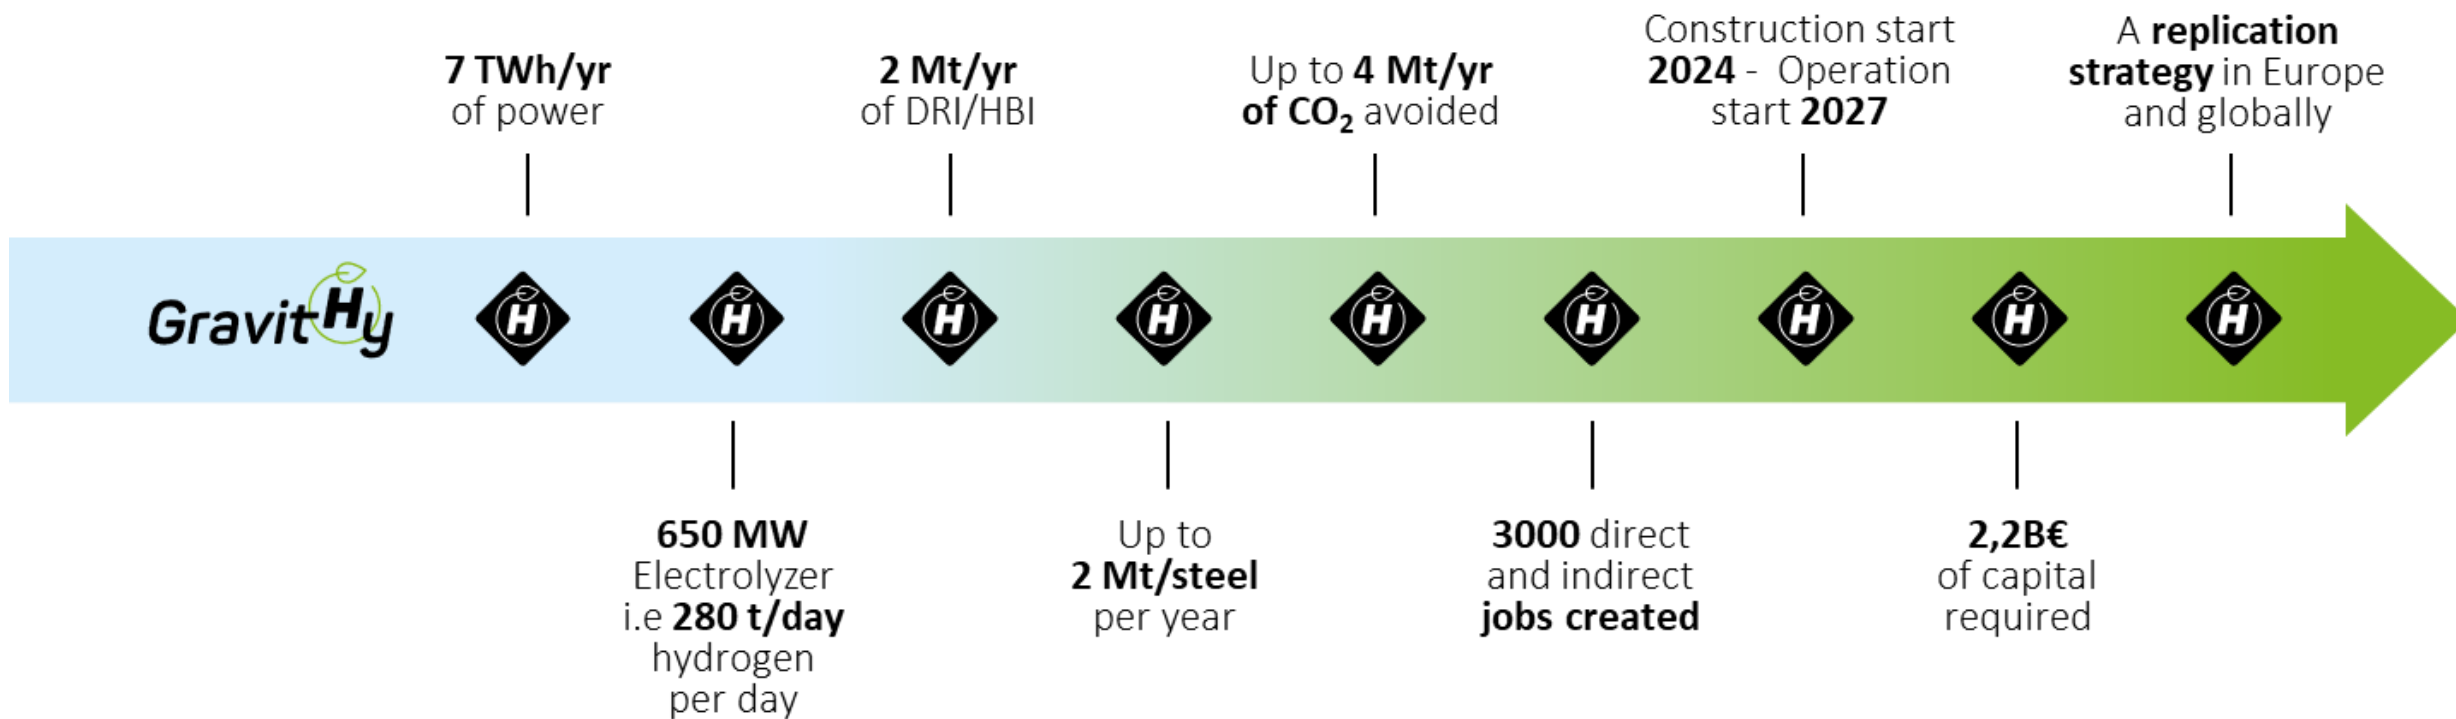 GravitHy
7 TWh/yr
of power
650 MW
Electrolyzer
i.e 280 t/day
hydrogen
per day
2 Mt/yr
of DRI/HBI
Up to
2 Mt/steel
per year
Up to 4 Mt/yr
of CO₂ avoided
3000 direct
and indirect
jobs created
Construction start
2024 - Operation
start 2027
2,2B€
of capital
required
A replication
strategy in Europe
and globally
H
H
H
H
H
H
H
H
H